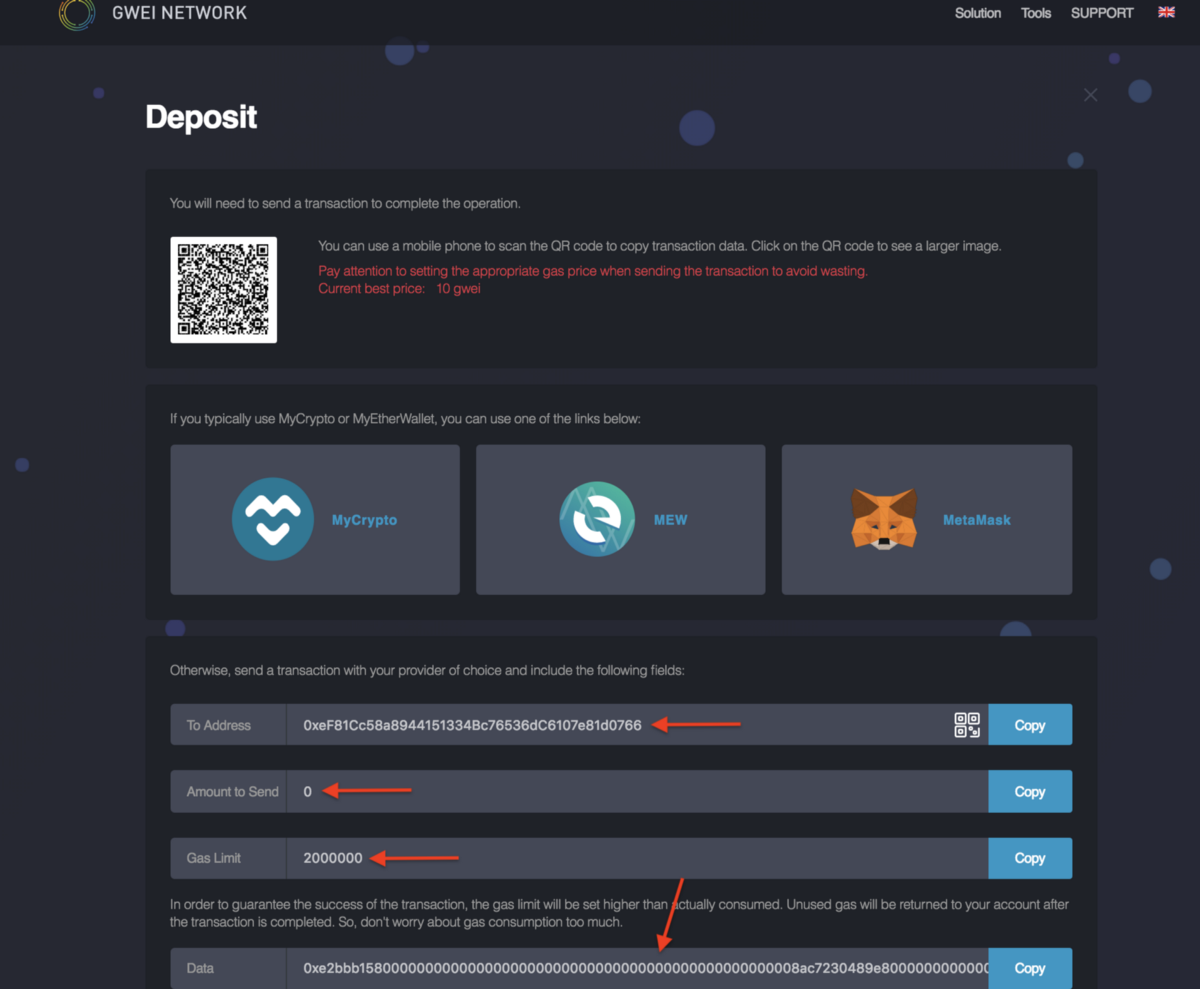 GWEI NETWORK
Solution Tools SUPPORT
Deposit
You will need to send a transaction to complete the operation.
You can use a mobile phone to scan the QR code to copy transaction data. Click on the QR code to see a larger image.
Pay attention to setting the appropriate gas price when sending the transaction to avoid wasting.
Current best price: 10 gwei
If you typically use MyCrypto or MyEtherWallet, you can use one of the links below:
MyCrypto
MEW
MetaMask
Otherwise, send a transaction with your provider of choice and include the following fields:
To Address 0xeF81Cc58a8944151334Bc76536dC6107e81d0766 Copy
Amount to Send 0 Copy
Gas Limit 2000000 Copy
In order to guarantee the success of the transaction, the gas limit will be set higher than actually consumed. Unused gas will be returned to your account after
the transaction is completed. So, don't worry about gas consumption too much.
Data Copy